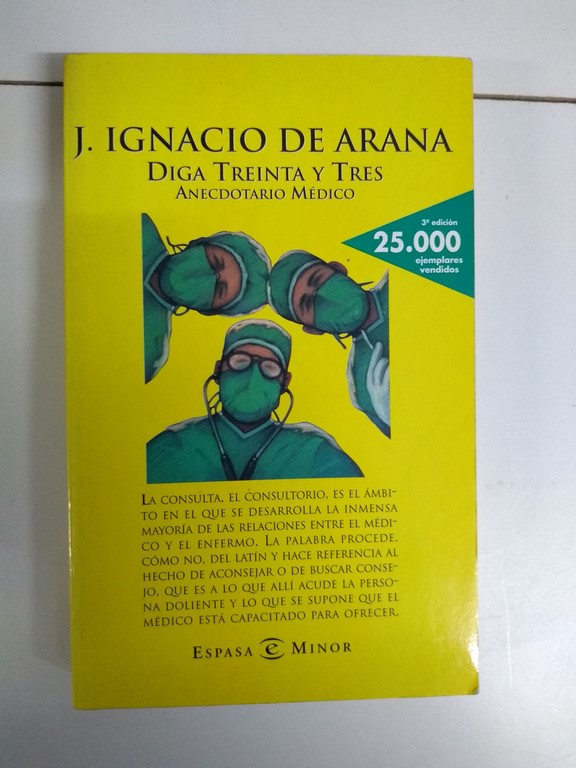 J. IGNACIO DE ARANA
DIGA TREINTA Y TRES
ANECDOTARIO MÉDICO
3ª edición
25.000
ejemplares
vendidos
LA CONSULTA, EL CONSULTORIO, ES EL ÁMBI-
TO EN EL QUE SE DESARROLLA LA INMENSA
MAYORÍA DE LAS RELACIONES ENTRE EL MÉDI-
CO Y EL ENFERMO. LA PALABRA PROCEDE,
CÓMO NO, DEL LATÍN Y HACE REFERENCIA AL
HECHO DE ACONSEJAR O DE BUSCAR CONSE-
JO, QUE ES A LO QUE ALLÍ ACUDE LA PERSO-
NA DOLIENTE Y LO QUE SE SUPONE QUE EL
MÉDICO ESTÁ CAPACITADO PARA OFRECER.
ESPASA e MINOR